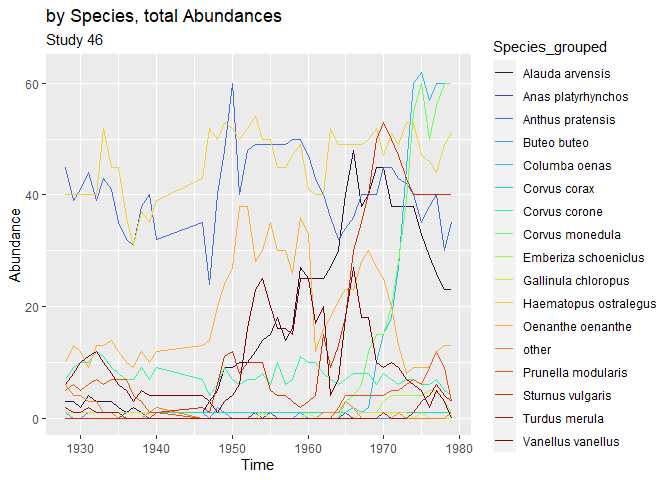 by Species, total Abundances
Study 46
Species_grouped
60
40
20
0
Abundance
1930
1940
1950
1960
1970
1980
Time
Alauda arvensis
Anas platyrhynchos
Anthus pratensis
Buteo buteo
Columba oenas
Corvus corax
Corvus corone
Corvus monedula
Emberiza schoeniclus
Gallinula chloropus
Haematopus ostralegus
Oenanthe oenanthe
other
Prunella modularis
Sturnus vulgaris
Turdus merula
Vanellus vanellus